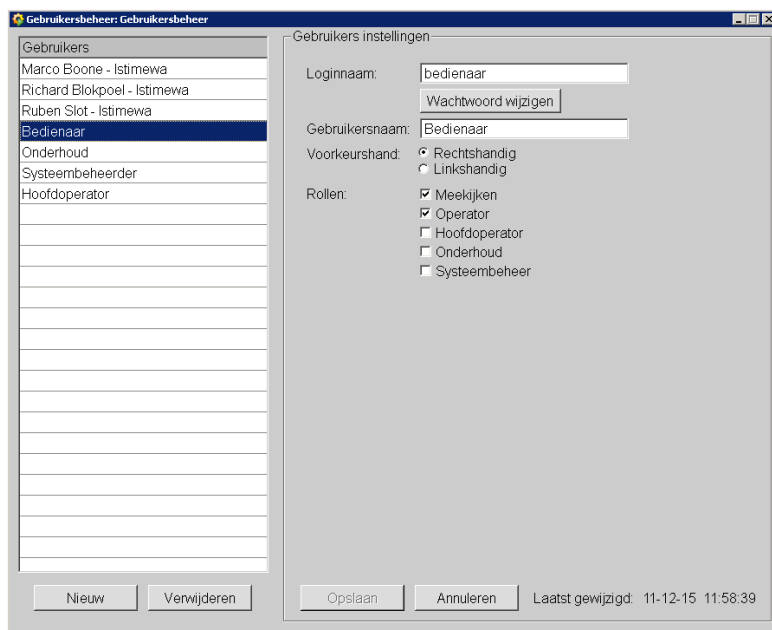 Gebruikersbeheer: Gebruikersbeheer
Gebruikers
Marco Boone - Istimewa
Richard Blokpoel - Istimewa
Ruben Slot - Istimewa
Bedienaar
Onderhoud
Systeembeheerder
Hoofoperator
Nieuw
Verwijderen
Gebruikers instellingen
Loginnaam:
bedienaar
Wachtwoord wijzigen
Gebruikersnaam:
Bedienaar
Voorkeurshand:
Rechtshandig
Linkshandig
Rollen:
Meekijken
Operator
Hoofdoperator
Onderhoud
Systeembeheer
Opslaan
Annuleren
Laatst gewijzigd: 11-12-15 11:58:39